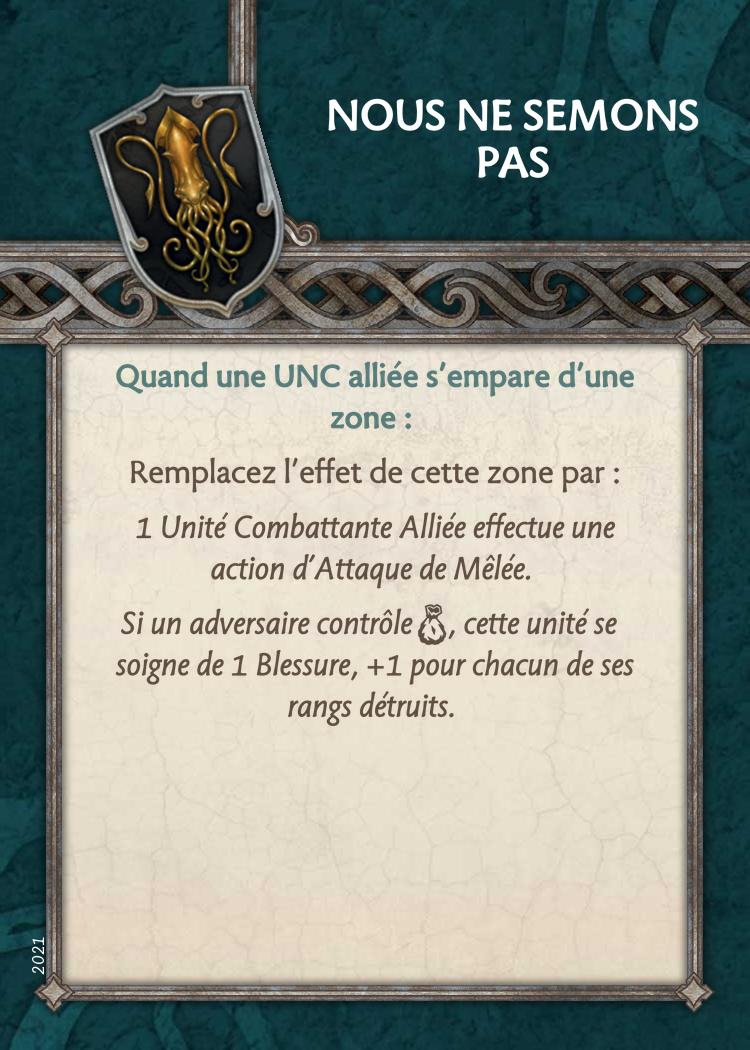 NOUS NE SEMONS
PAS
Quand une UNC alliée s’empare d’une
zone :
Remplacez l’effet de cette zone par :
1 Unité Combattante Alliée effectue une
action d’Attaque de Mêlée.
Si un adversaire contrôle , cette unité se
soigne de 1 Blessure, +1 pour chacun de ses
rangs détruits.
2021